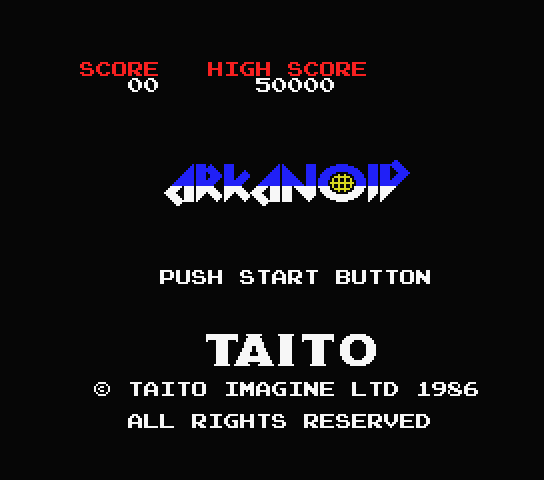 SCORE HIGH SCORE
00 50000
ARKANOID
PUSH START BUTTON
TAITO
© TAITO IMAGINE LTD 1986
ALL RIGHTS RESERVED